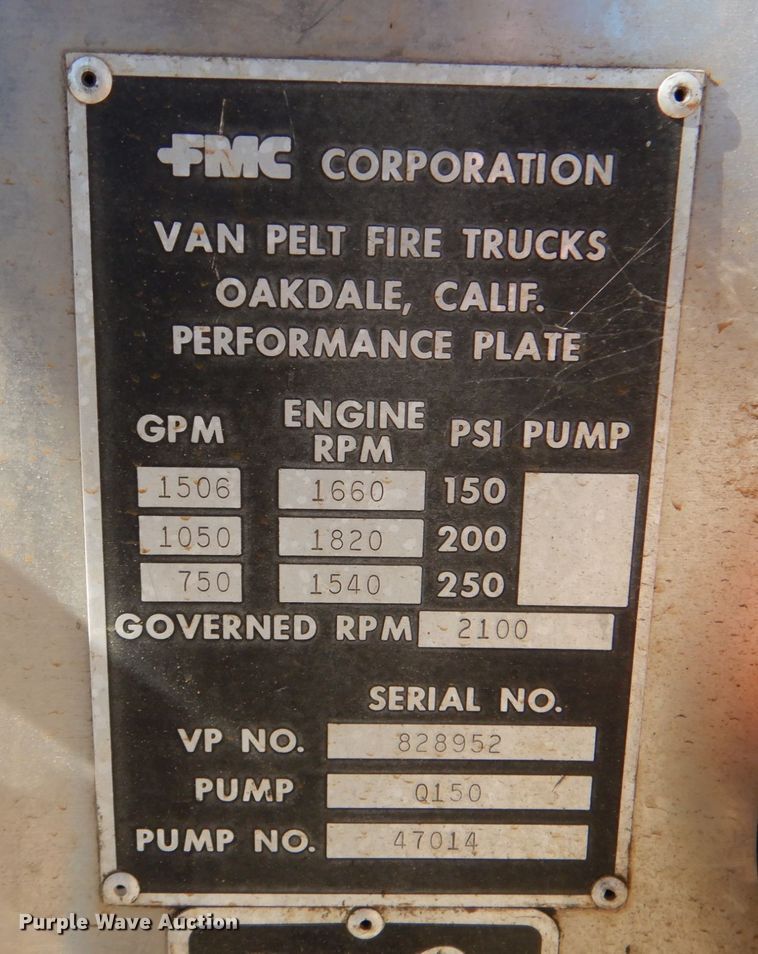 FMC CORPORATION
VAN PELT FIRE TRUCKS
OAKDALE, CALIF.
PERFORMANCE PLATE
GPM ENGINE RPM PSI PUMP
1506 1660 150
1050 1820 200
750 1540 250
GOVERNED RPM 2100
SERIAL NO.
VP NO. 828952
PUMP Q150
PUMP NO. 47014
Purple Wave Auction